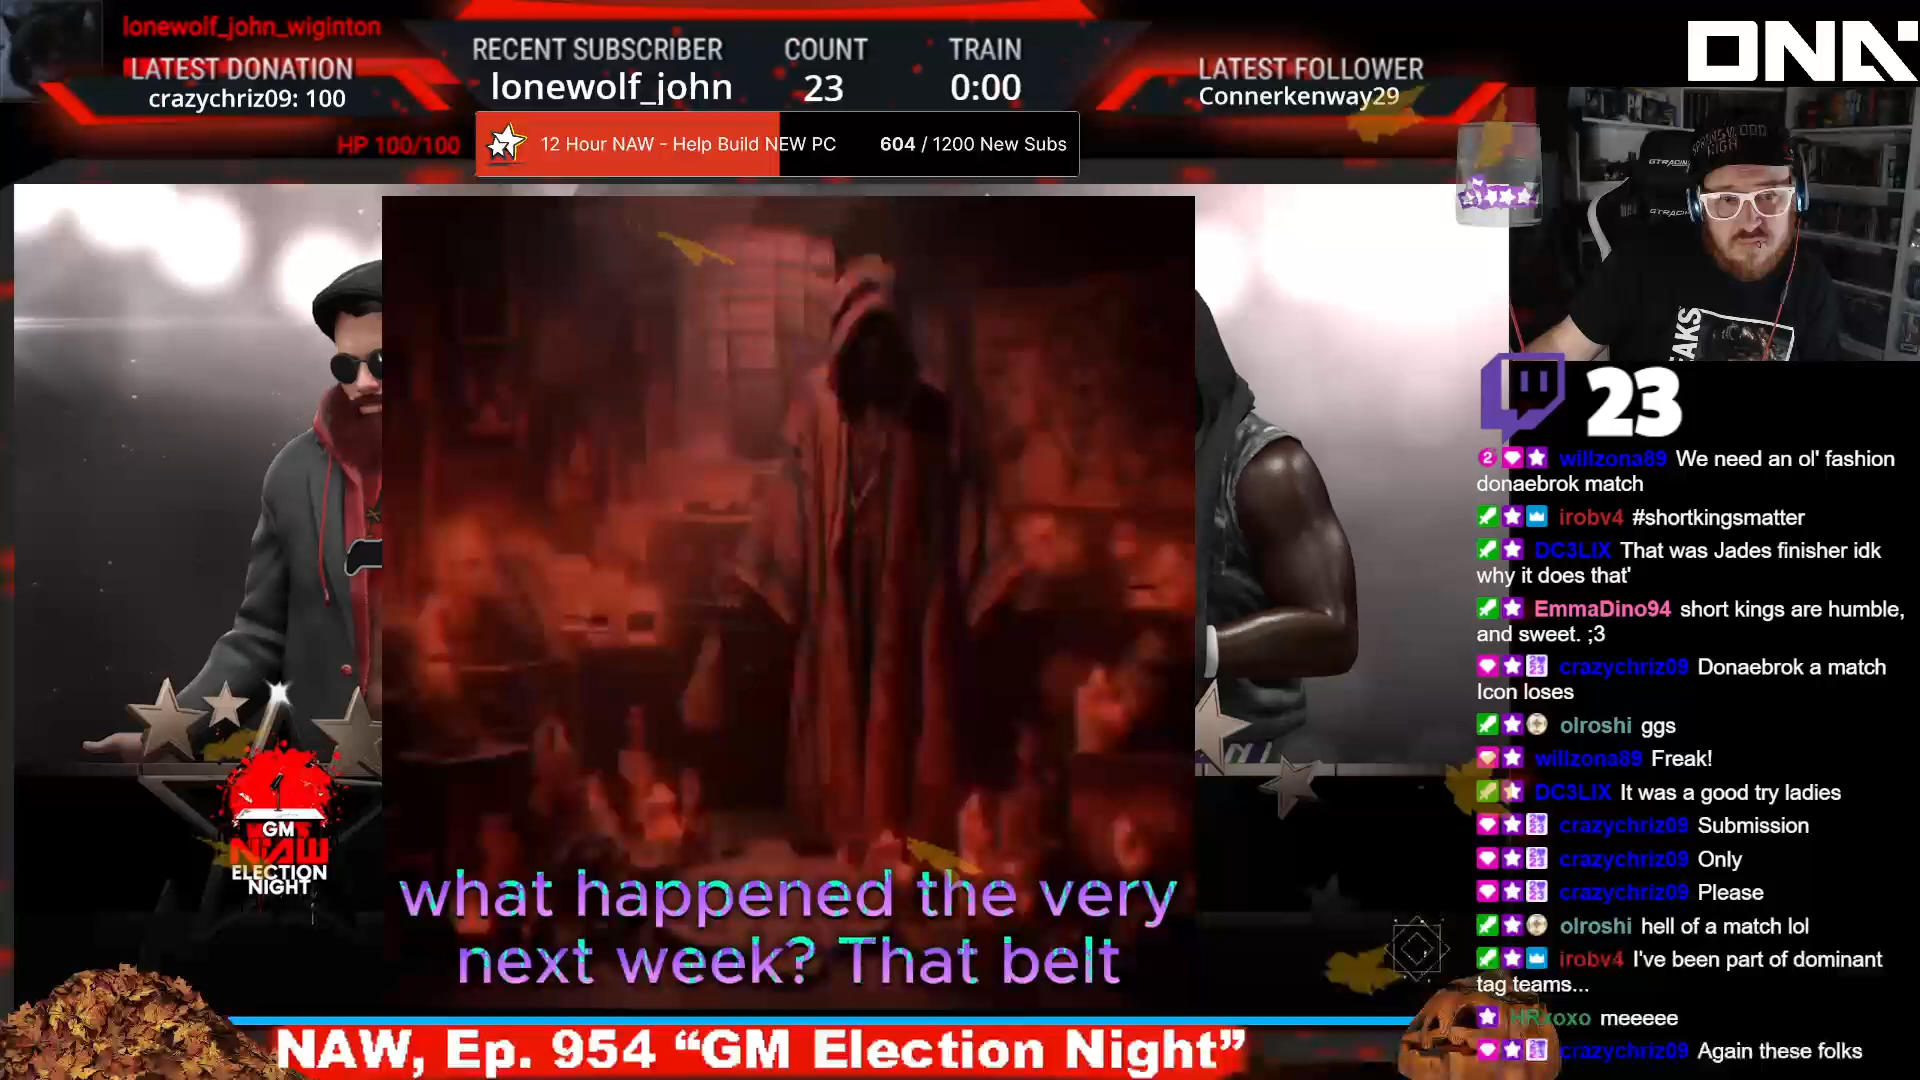 lonewolf_john_wiginton
LATEST DONATION
crazychriz09: 100
HP 100/100
RECENT SUBSCRIBER
lonewolf_john
COUNT
23
TRAIN
0:00
12 Hour NAW - Help Build NEW PC
604 / 1200 New Subs
LATEST FOLLOWER
Connerkenway29
DNA
GTRACING
23
2 willzona89 We need an ol' fashion
donaebrok match
irobv4 #shortkingsmatter
DC3LIX That was Jades finisher idk
why it does that'
EmmaDino94 short kings are humble,
and sweet. ;3
crazychriz09 Donaebrok a match
Icon loses
olroshi ggs
willzona89 Freak!
DC3LIX It was a good try ladies
crazychriz09 Submission
crazychriz09 Only
crazychriz09 Please
olroshi hell of a match lol
irobv4 I've been part of dominant
tag teams...
HRxoxo meeeee
crazychriz09 Again these folks
GM
NAW
ELECTION
NIGHT
what happened the very
next week? That belt
NAW, Ep. 954 “GM Election Night”